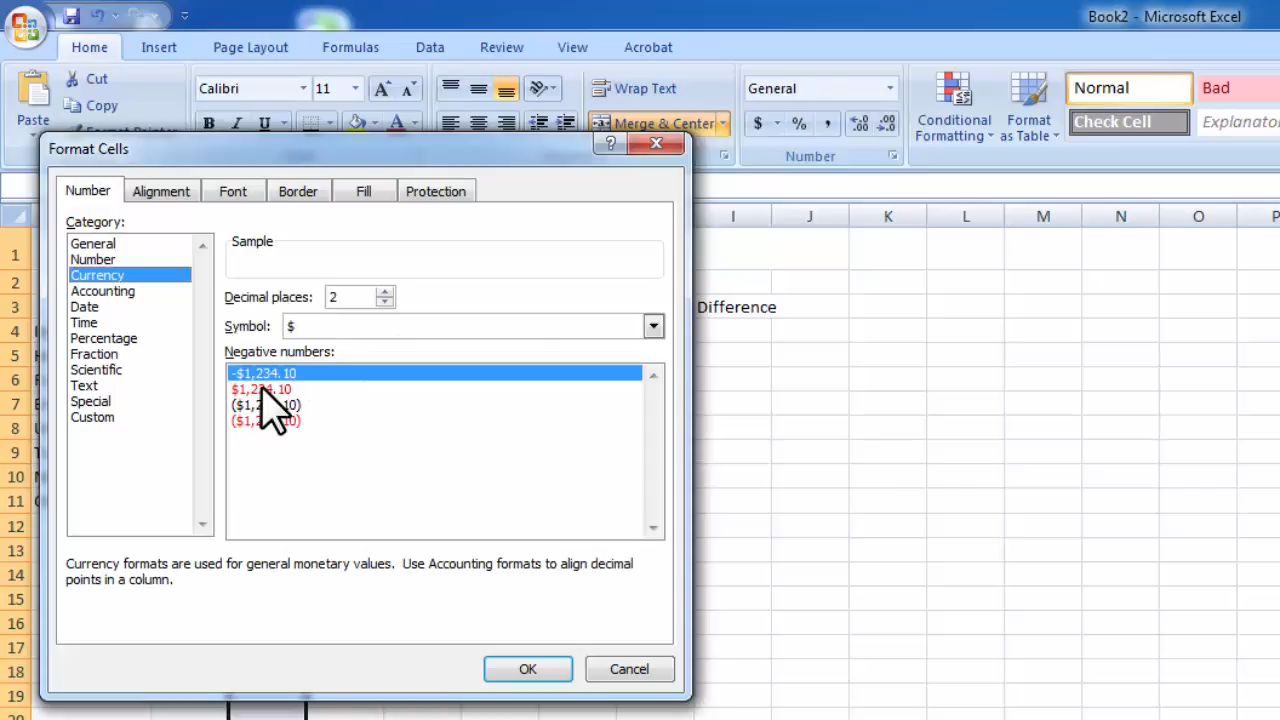 Book2 - Microsoft Excel
Home Insert Page Layout Formulas Data Review View Acrobat
Cut
Copy
Paste
Calibri 11
B I U
Wrap Text
Merge & Center
General
$ % ,
Number
Conditional Formatting
Format as Table
Normal Bad
Check Cell
Format Cells
Number Alignment Font Border Fill Protection
Category:
General
Number
Currency
Accounting
Date
Time
Percentage
Fraction
Scientific
Text
Special
Custom
Sample
Decimal places: 2
Symbol: $
Negative numbers:
-$1,234.10
$1,234.10
Currency formats are used for general monetary values. Use Accounting formats to align decimal
points in a column.
OK Cancel
I J K L M N O P
1
2
3 Difference
4
5
6
7
8
9
10
11
12
13
14
15
16
17
18
19